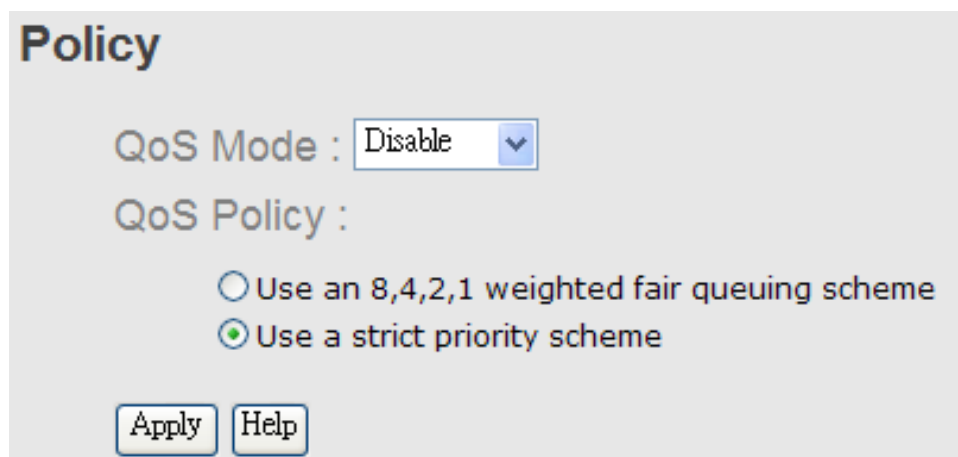 Policy
QoS Mode : Disable
QoS Policy :
Use an 8,4,2,1 weighted fair queuing scheme
Use a strict priority scheme
Apply Help